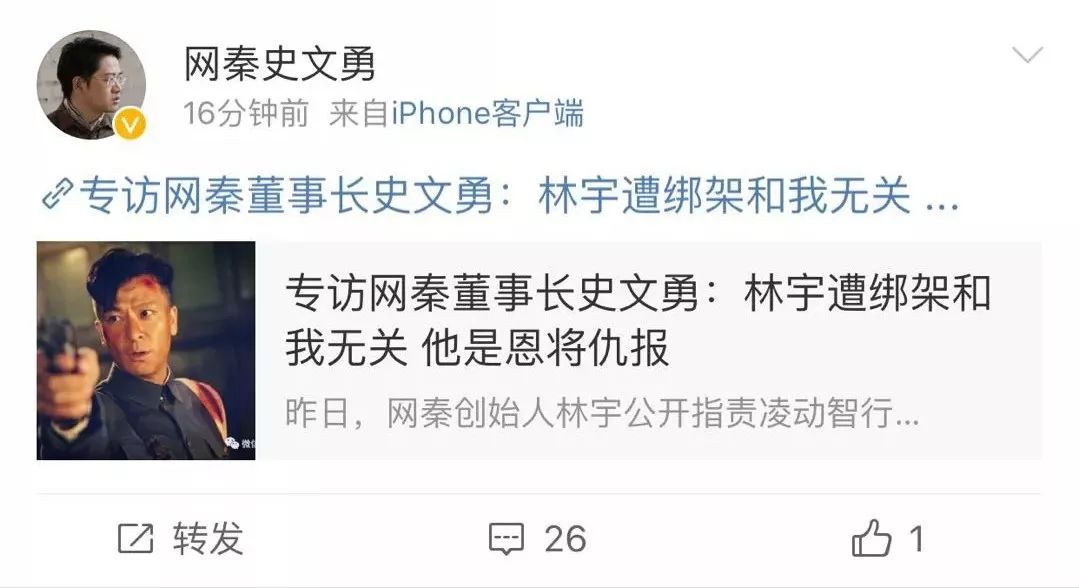 网秦史文勇
16分钟前 来自iPhone客户端
专访网秦董事长史文勇：林宇遭绑架和我无关 ...
专访网秦董事长史文勇：林宇遭绑架和
我无关 他是恩将仇报
昨日，网秦创始人林宇公开指责凌动智行...
微信
转发
26
1